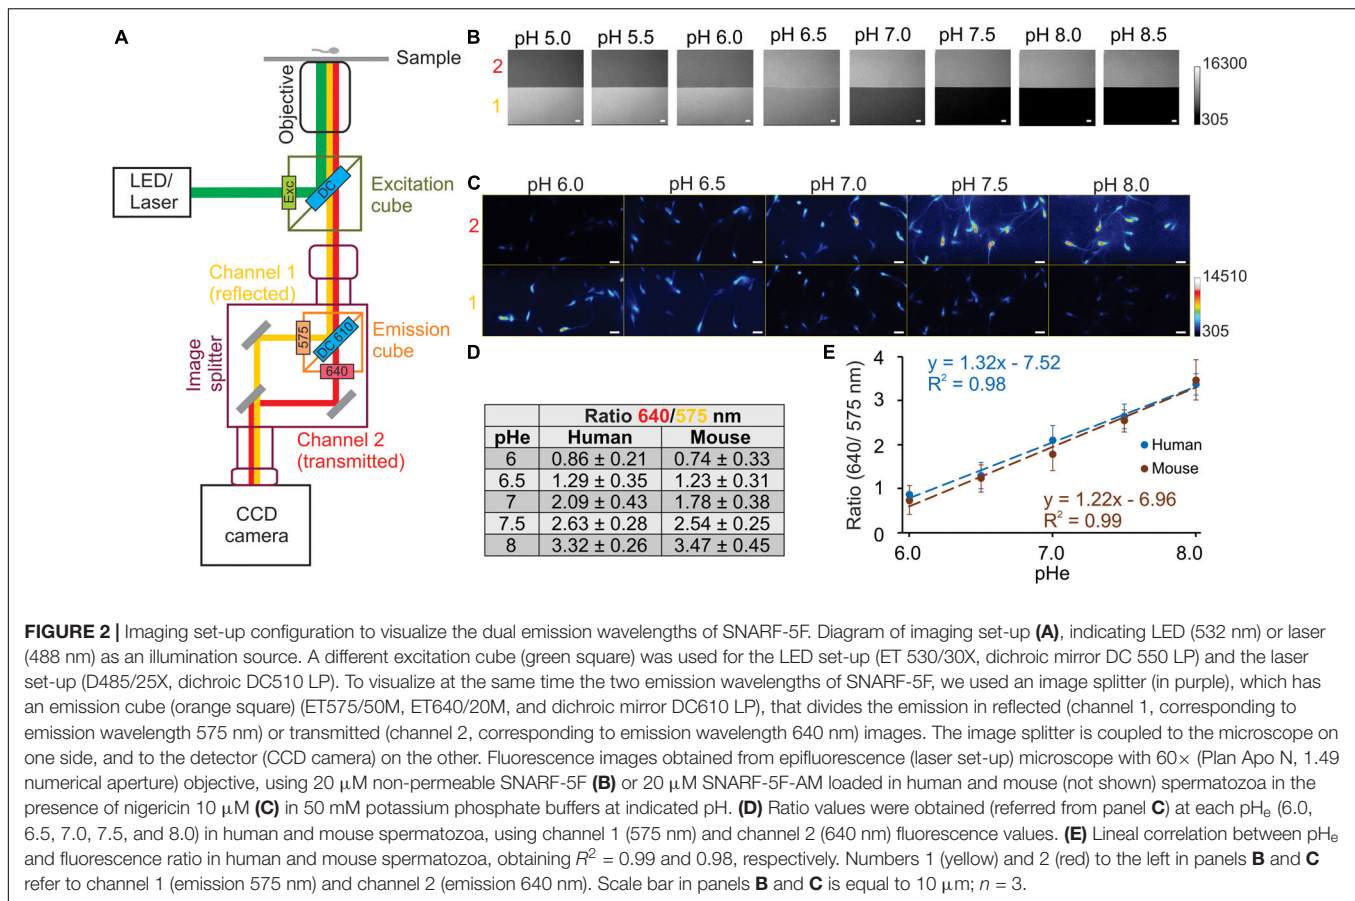 A
Sample
Objective
LED/
Laser
Exc
DC
Excitation
cube
Channel 1
(reflected)
Image
splitter
575
DC 610
640
Emission
cube
Channel 2
(transmitted)
CCD
camera
B
pH 5.0 pH 5.5 pH 6.0 pH 6.5 pH 7.0 pH 7.5 pH 8.0 pH 8.5
2
1
16300
305
C
pH 6.0 pH 6.5 pH 7.0 pH 7.5 pH 8.0
2
1
14510
305
D
Ratio 640/575 nm
pHe Human Mouse
6 0.86 ± 0.21 0.74 ± 0.33
6.5 1.29 ± 0.35 1.23 ± 0.31
7 2.09 ± 0.43 1.78 ± 0.38
7.5 2.63 ± 0.28 2.54 ± 0.25
8 3.32 ± 0.26 3.47 ± 0.45
E
Ratio (640/ 575 nm)
4
3
2
1
0
y = 1.32x - 7.52
R² = 0.98
Human
Mouse
y = 1.22x - 6.96
R² = 0.99
6.0 7.0 8.0
pHe
FIGURE 2 | Imaging set-up configuration to visualize the dual emission wavelengths of SNARF-5F. Diagram of imaging set-up (A), indicating LED (532 nm) or laser
(488 nm) as an illumination source. A different excitation cube (green square) was used for the LED set-up (ET 530/30X, dichroic mirror DC 550 LP) and the laser
set-up (D485/25X, dichroic DC510 LP). To visualize at the same time the two emission wavelengths of SNARF-5F, we used an image splitter (in purple), which has
an emission cube (orange square) (ET575/50M, ET640/20M, and dichroic mirror DC610 LP), that divides the emission in reflected (channel 1, corresponding to
emission wavelength 575 nm) or transmitted (channel 2, corresponding to emission wavelength 640 nm) images. The image splitter is coupled to the microscope on
one side, and to the detector (CCD camera) on the other. Fluorescence images obtained from epifluorescence (laser set-up) microscope with 60× (Plan Apo N, 1.49
numerical aperture) objective, using 20 μM non-permeable SNARF-5F (B) or 20 μM SNARF-5F-AM loaded in human and mouse (not shown) spermatozoa in the
presence of nigericin 10 μM (C) in 50 mM potassium phosphate buffers at indicated pH. (D) Ratio values were obtained (referred from panel C) at each pHₑ (6.0,
6.5, 7.0, 7.5, and 8.0) in human and mouse spermatozoa, using channel 1 (575 nm) and channel 2 (640 nm) fluorescence values. (E) Lineal correlation between pHₑ
and fluorescence ratio in human and mouse spermatozoa, obtaining R² = 0.99 and 0.98, respectively. Numbers 1 (yellow) and 2 (red) to the left in panels B and C
refer to channel 1 (emission 575 nm) and channel 2 (emission 640 nm). Scale bar in panels B and C is equal to 10 μm; n = 3.